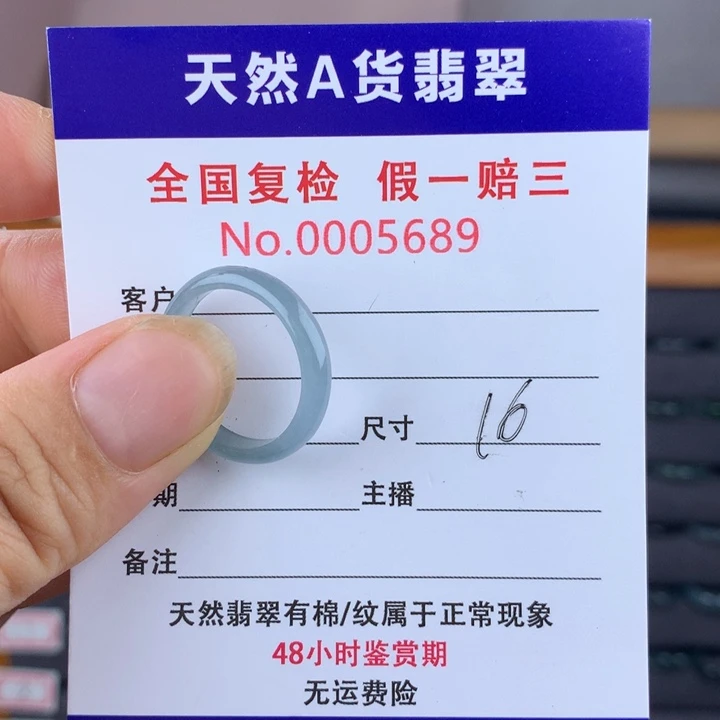 天然A货翡翠
全国复检 假一赔三
No.0005689
客户
尺寸 16
期 主播
备注
天然翡翠有棉/纹属于正常现象
48小时鉴赏期
无运费险